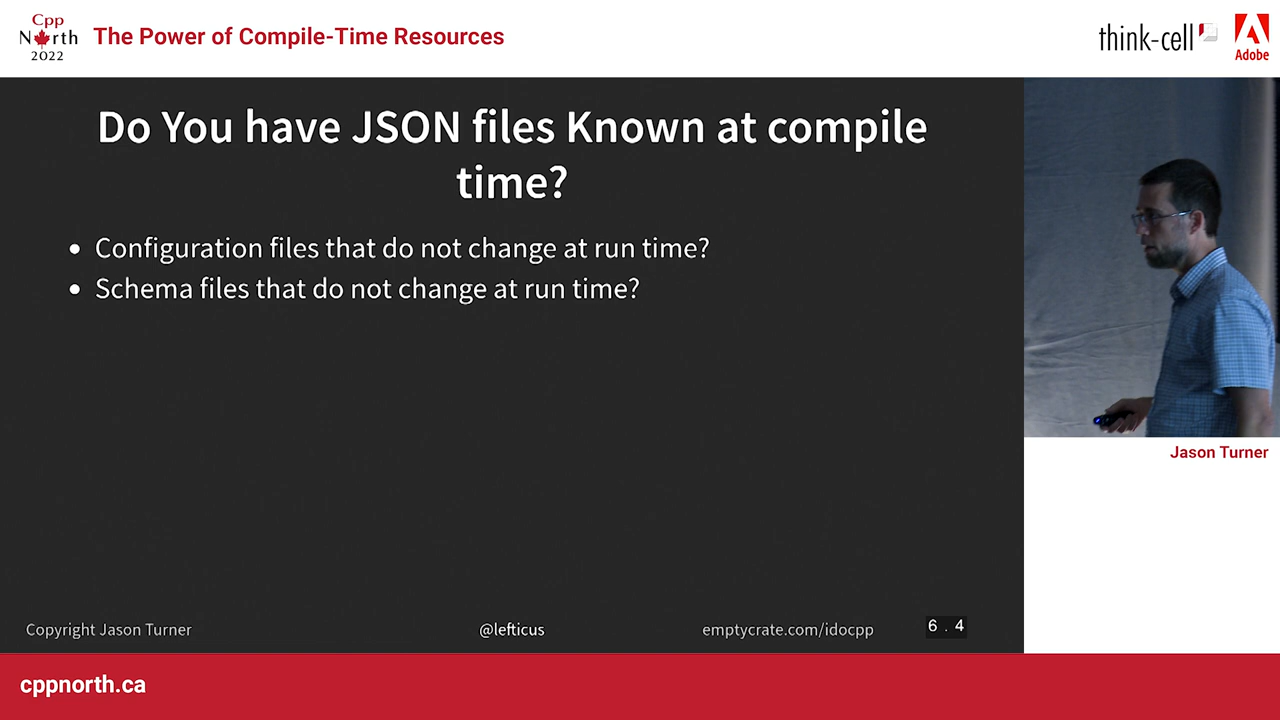 Cpp
North
2022
The Power of Compile-Time Resources
think-cell
Adobe
Do You have JSON files Known at compile
time?
• Configuration files that do not change at run time?
• Schema files that do not change at run time?
Jason Turner
Copyright Jason Turner
@lefticus
emptycrate.com/idocpp
6 . 4
cppnorth.ca